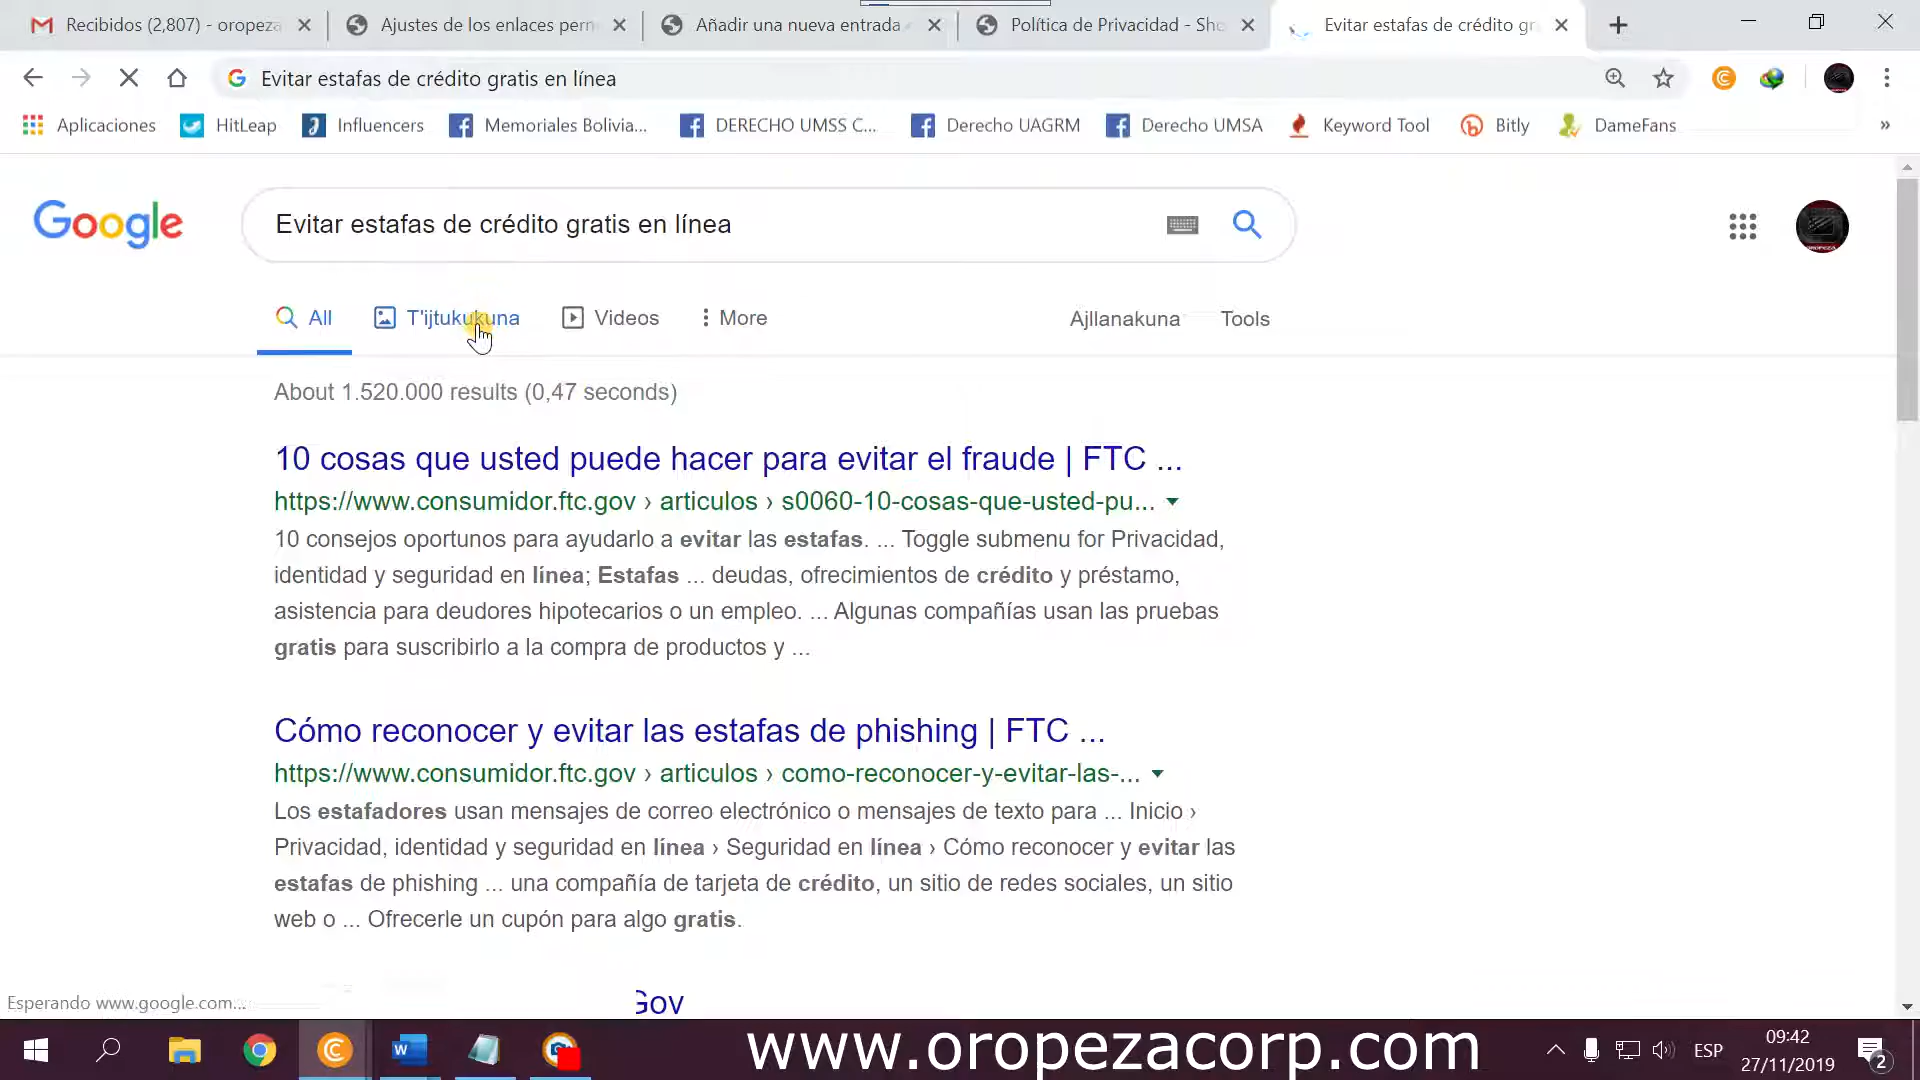 Recibidos (2,807) - oropeza
Ajustes de los enlaces perm
Añadir una nueva entrada
Política de Privacidad - Sho
Evitar estafas de crédito gr
Evitar estafas de crédito gratis en línea
Aplicaciones
HitLeap
Influencers
Memoriales Bolivia...
DERECHO UMSS C...
Derecho UAGRM
Derecho UMSA
Keyword Tool
Bitly
DameFans
»
Google
Evitar estafas de crédito gratis en línea
OROPEZA
All
T'ijtukukuna
Videos
More
Ajllanakuna
Tools
About 1.520.000 results (0,47 seconds)
10 cosas que usted puede hacer para evitar el fraude | FTC ...
https://www.consumidor.ftc.gov › articulos › s0060-10-cosas-que-usted-pu...
10 consejos oportunos para ayudarlo a evitar las estafas. ... Toggle submenu for Privacidad,
identidad y seguridad en línea; Estafas ... deudas, ofrecimientos de crédito y préstamo,
asistencia para deudores hipotecarios o un empleo. ... Algunas compañías usan las pruebas
gratis para suscribirlo a la compra de productos y ...
Cómo reconocer y evitar las estafas de phishing | FTC ...
https://www.consumidor.ftc.gov › articulos › como-reconocer-y-evitar-las-...
Los estafadores usan mensajes de correo electrónico o mensajes de texto para ... Inicio ›
Privacidad, identidad y seguridad en línea › Seguridad en línea › Cómo reconocer y evitar las
estafas de phishing ... una compañía de tarjeta de crédito, un sitio de redes sociales, un sitio
web o ... Ofrecerle un cupón para algo gratis.
Gov
Esperando www.google.com...
www.oropezacorp.com
ESP
09:42
27/11/2019
2